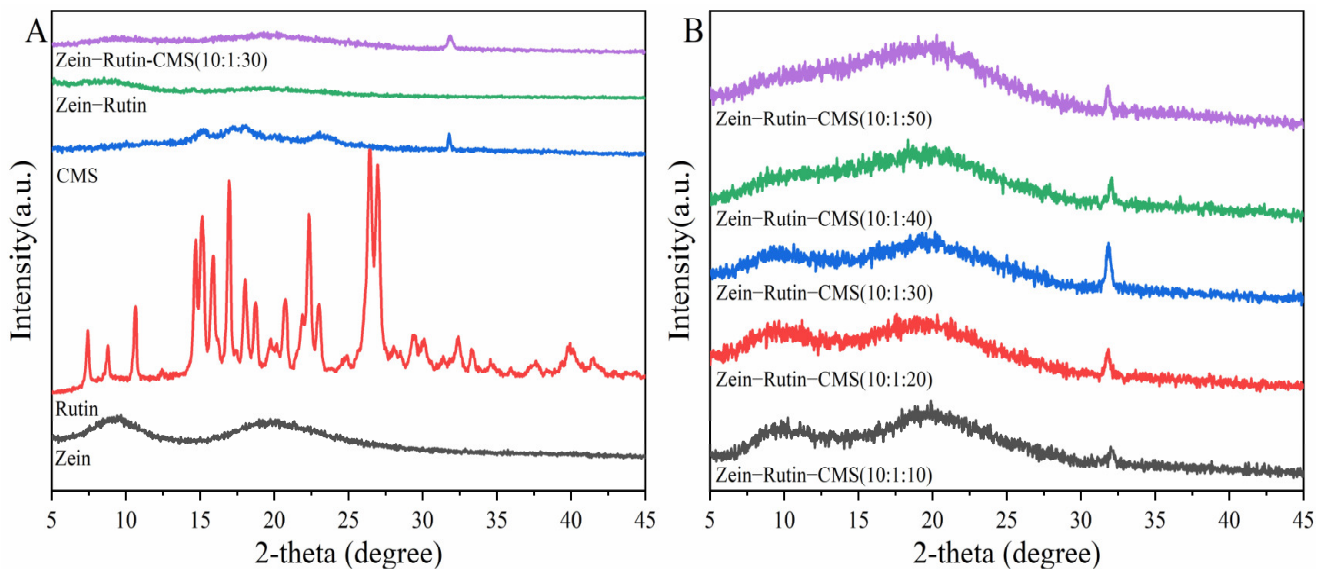 A
Zein−Rutin-CMS(10:1:30)
Zein−Rutin
CMS
Rutin
Zein
Intensity(a.u.)
5 10 15 20 25 30 35 40 45
2-theta (degree)
B
Zein−Rutin−CMS(10:1:50)
Zein−Rutin−CMS(10:1:40)
Zein−Rutin−CMS(10:1:30)
Zein−Rutin−CMS(10:1:20)
Zein−Rutin−CMS(10:1:10)
Intensity(a.u.)
5 10 15 20 25 30 35 40 45
2-theta (degree)